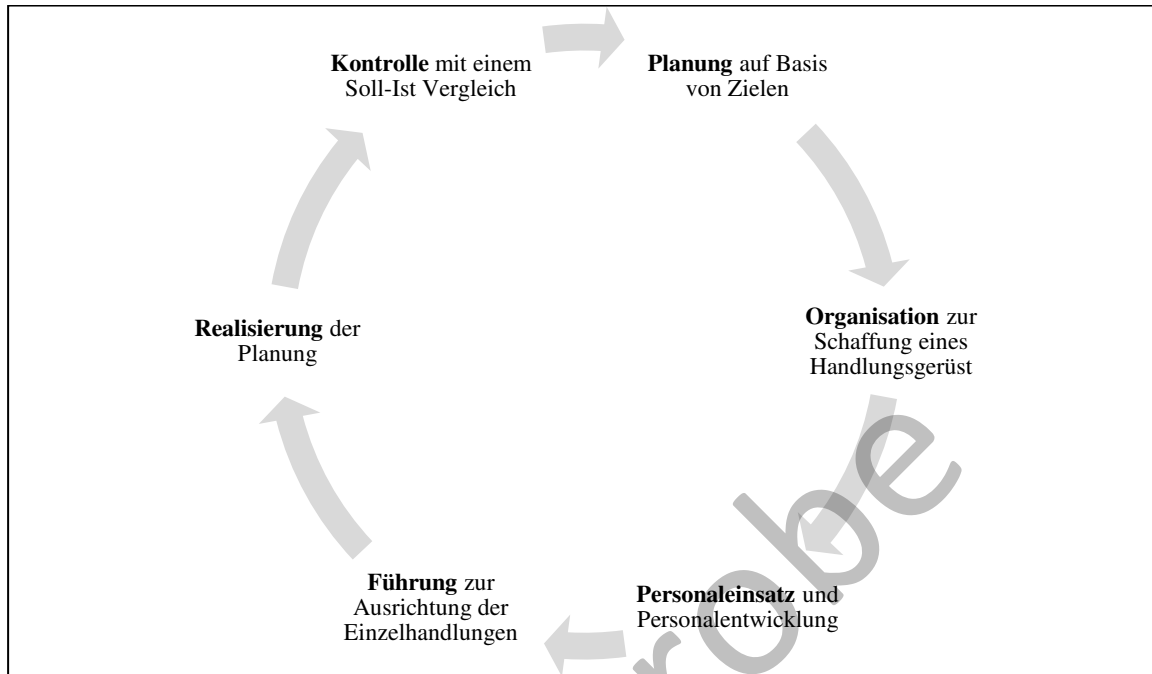 Kontrolle mit einem
Soll-Ist Vergleich
Planung auf Basis
von Zielen
Organisation zur
Schaffung eines
Handlungsgerüst
Personaleinsatz und
Personalentwicklung
Führung zur
Ausrichtung der
Einzelhandlungen
Realisierung der
Planung
robe